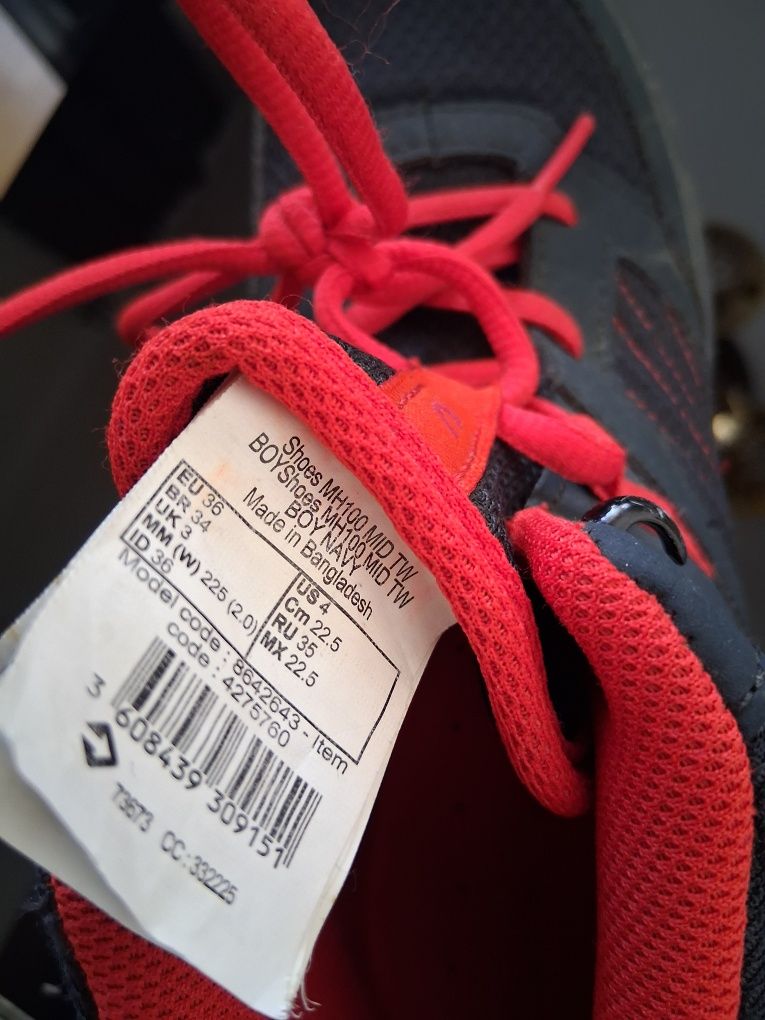 Shoes MH100 MID TW
BOYShoes MH100 MID TW
BOY NAVY
Made in Bangladesh
EU 36
BR 34
UK 3
MM (W) 225 (2.0)
ID 36
US 4
Cm 22.5
RU 35
MX 22.5
Model code : 8642643 - Item
code : 4275760
3 608439 309151
73673 CC:332225